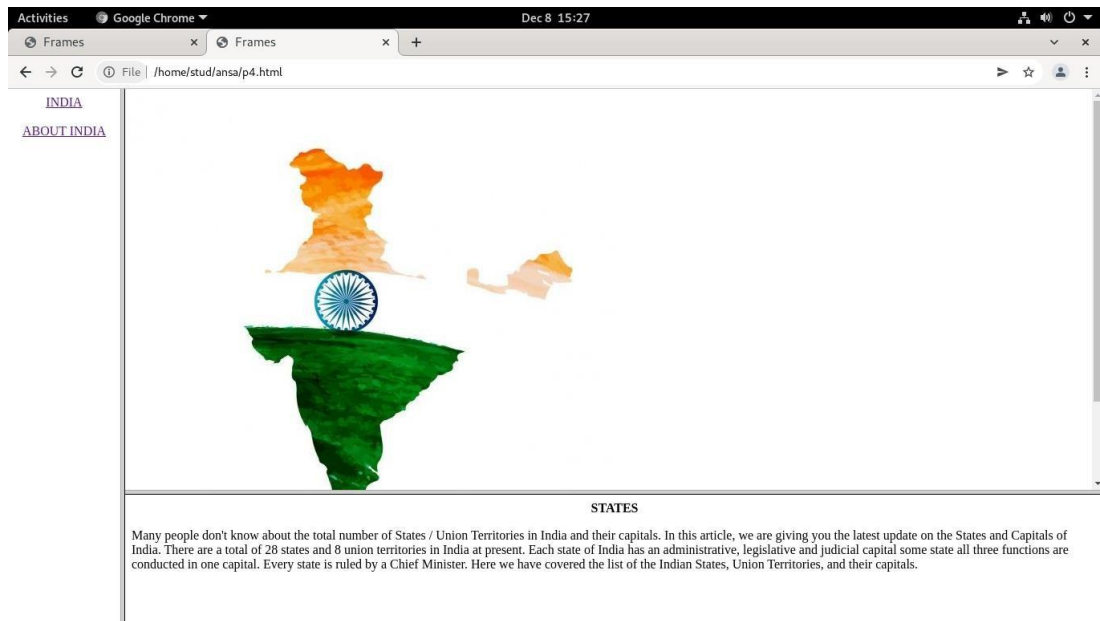 Activities Google Chrome Dec 8 15:27
Frames Frames
File /home/stud/ansa/p4.html
INDIA
ABOUT INDIA
STATES
Many people don't know about the total number of States / Union Territories in India and their capitals. In this article, we are giving you the latest update on the States and Capitals of
India. There are a total of 28 states and 8 union territories in India at present. Each state of India has an administrative, legislative and judicial capital some state all three functions are
conducted in one capital. Every state is ruled by a Chief Minister. Here we have covered the list of the Indian States, Union Territories, and their capitals.